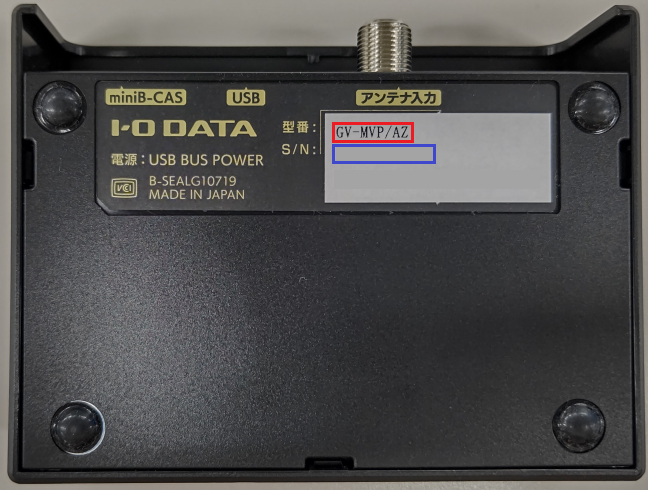 miniB-CAS USB アンテナ入力
I-O DATA
型番: GV-MVP/AZ
S/N:
電源:USB BUS POWER
VCCI
B-SEALG10719
MADE IN JAPAN